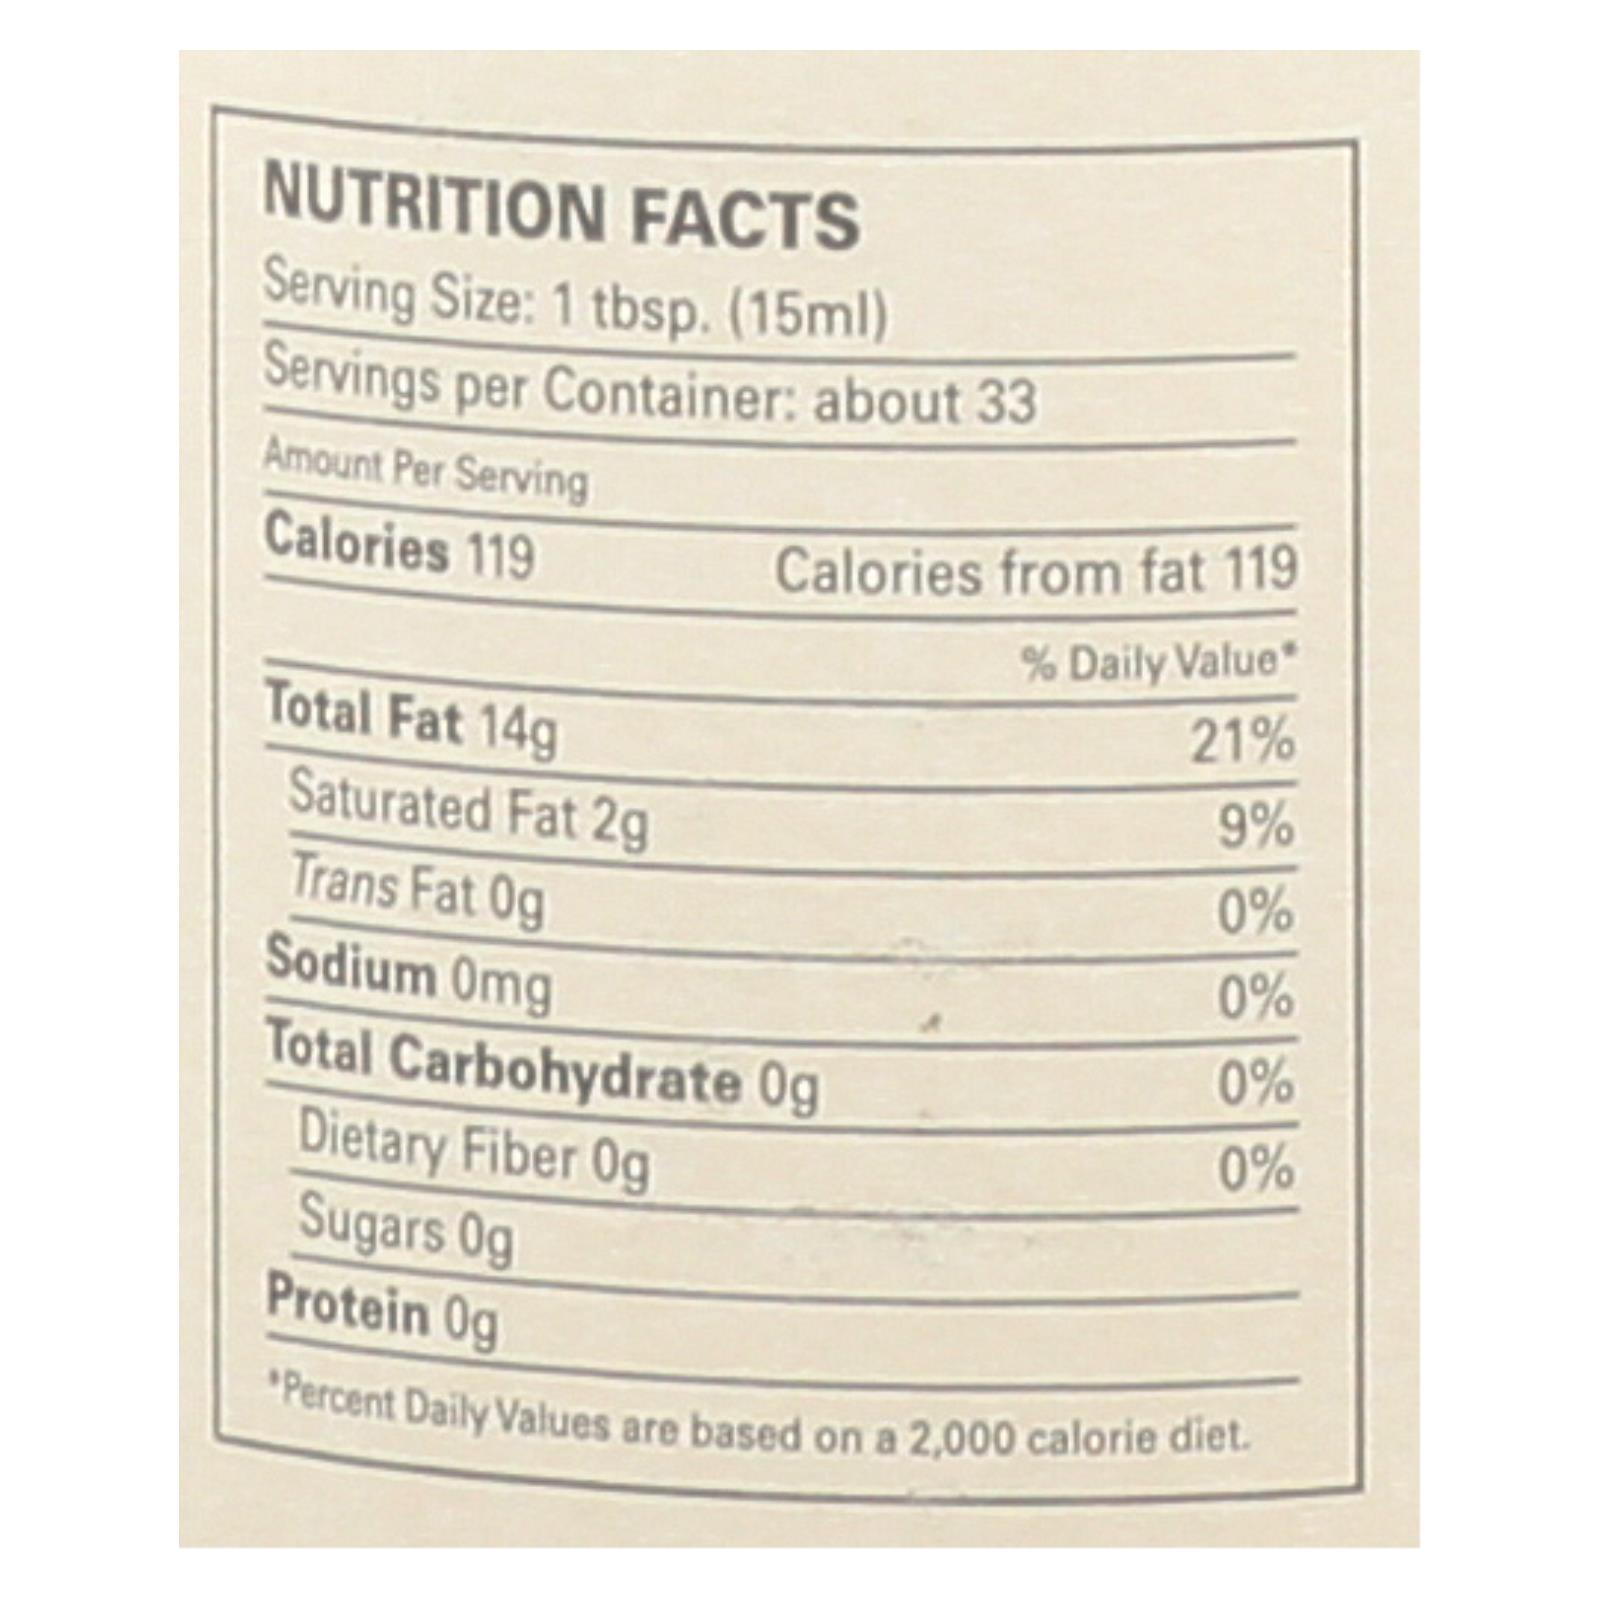 NUTRITION FACTS
Serving Size: 1 tbsp. (15ml)
Servings per Container: about 33
Amount Per Serving
Calories 119 Calories from fat 119
% Daily Value*
Total Fat 14g 21%
Saturated Fat 2g 9%
Trans Fat 0g 0%
Sodium 0mg 0%
Total Carbohydrate 0g 0%
Dietary Fiber 0g 0%
Sugars 0g
Protein 0g
*Percent Daily Values are based on a 2,000 calorie diet.